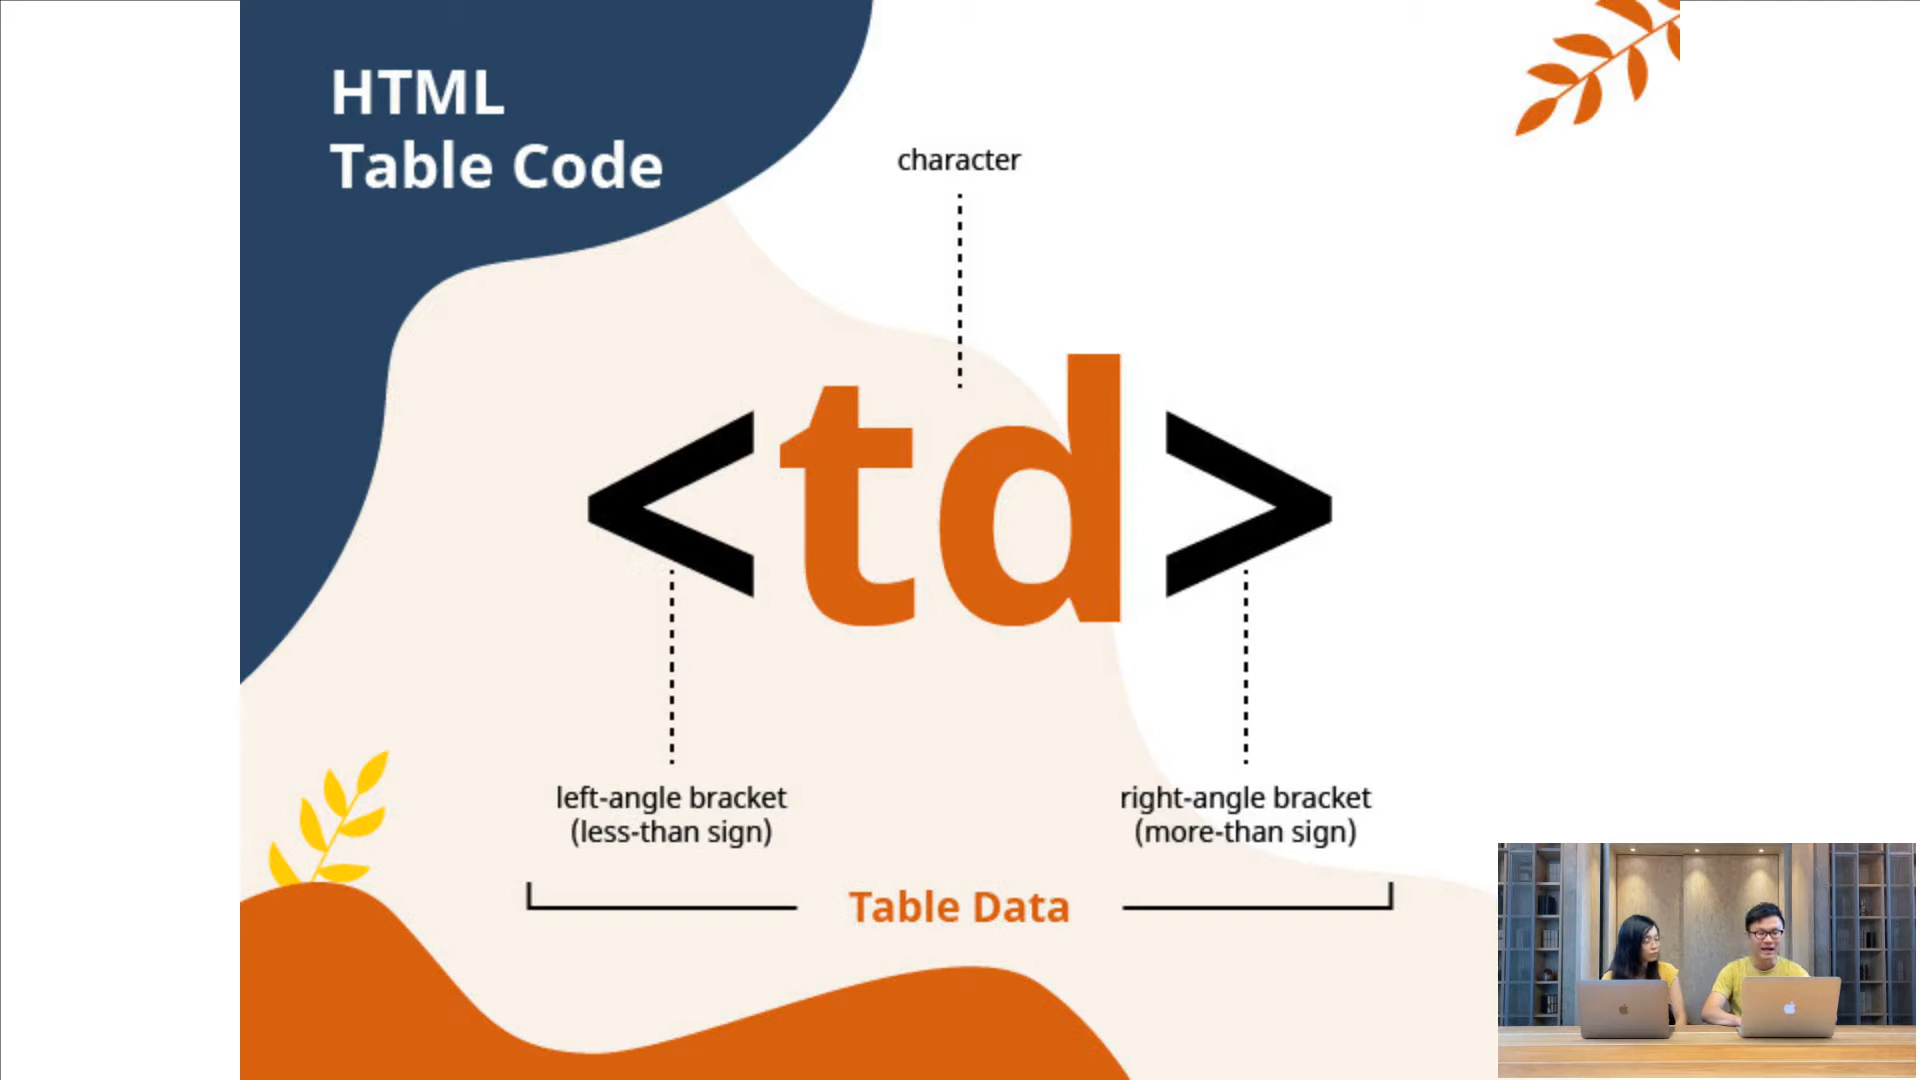 HTML
Table Code
character
<td>
left-angle bracket
(less-than sign)
right-angle bracket
(more-than sign)
Table Data